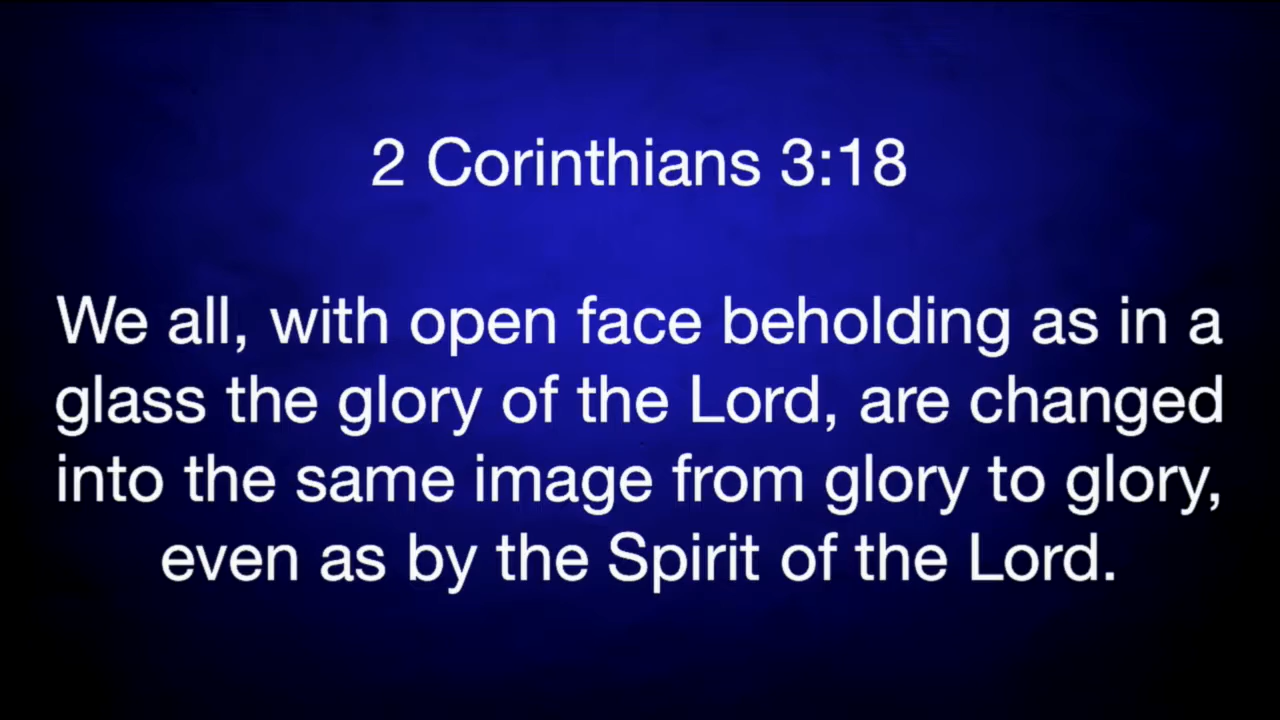 2 Corinthians 3:18
We all, with open face beholding as in a
glass the glory of the Lord, are changed
into the same image from glory to glory,
even as by the Spirit of the Lord.